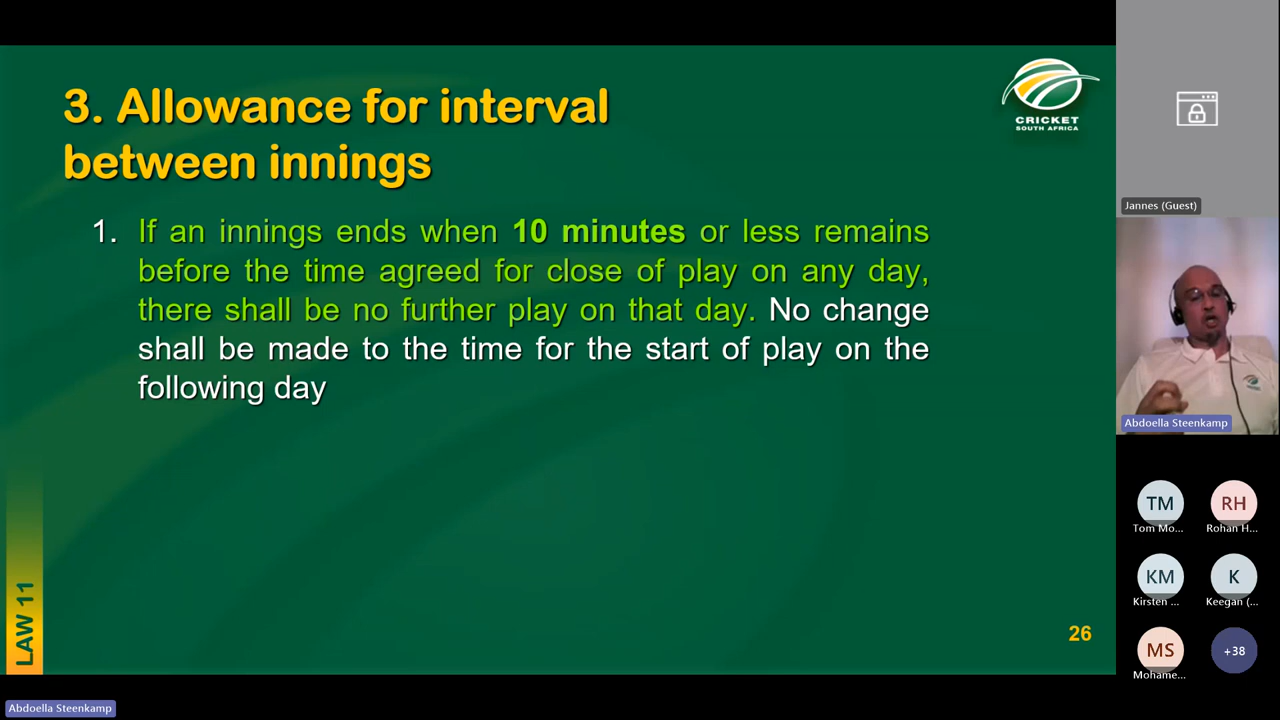 3. Allowance for interval
between innings
CRICKET
SOUTH AFRICA
1. If an innings ends when 10 minutes or less remains
before the time agreed for close of play on any day,
there shall be no further play on that day. No change
shall be made to the time for the start of play on the
following day
LAW 11
26
Abdoella Steenkamp
Jannes (Guest)
Abdoella Steenkamp
TM
Tom Mo...
RH
Rohan H...
KM
Kirsten ...
K
Keegan (...
MS
Mohame...
+38